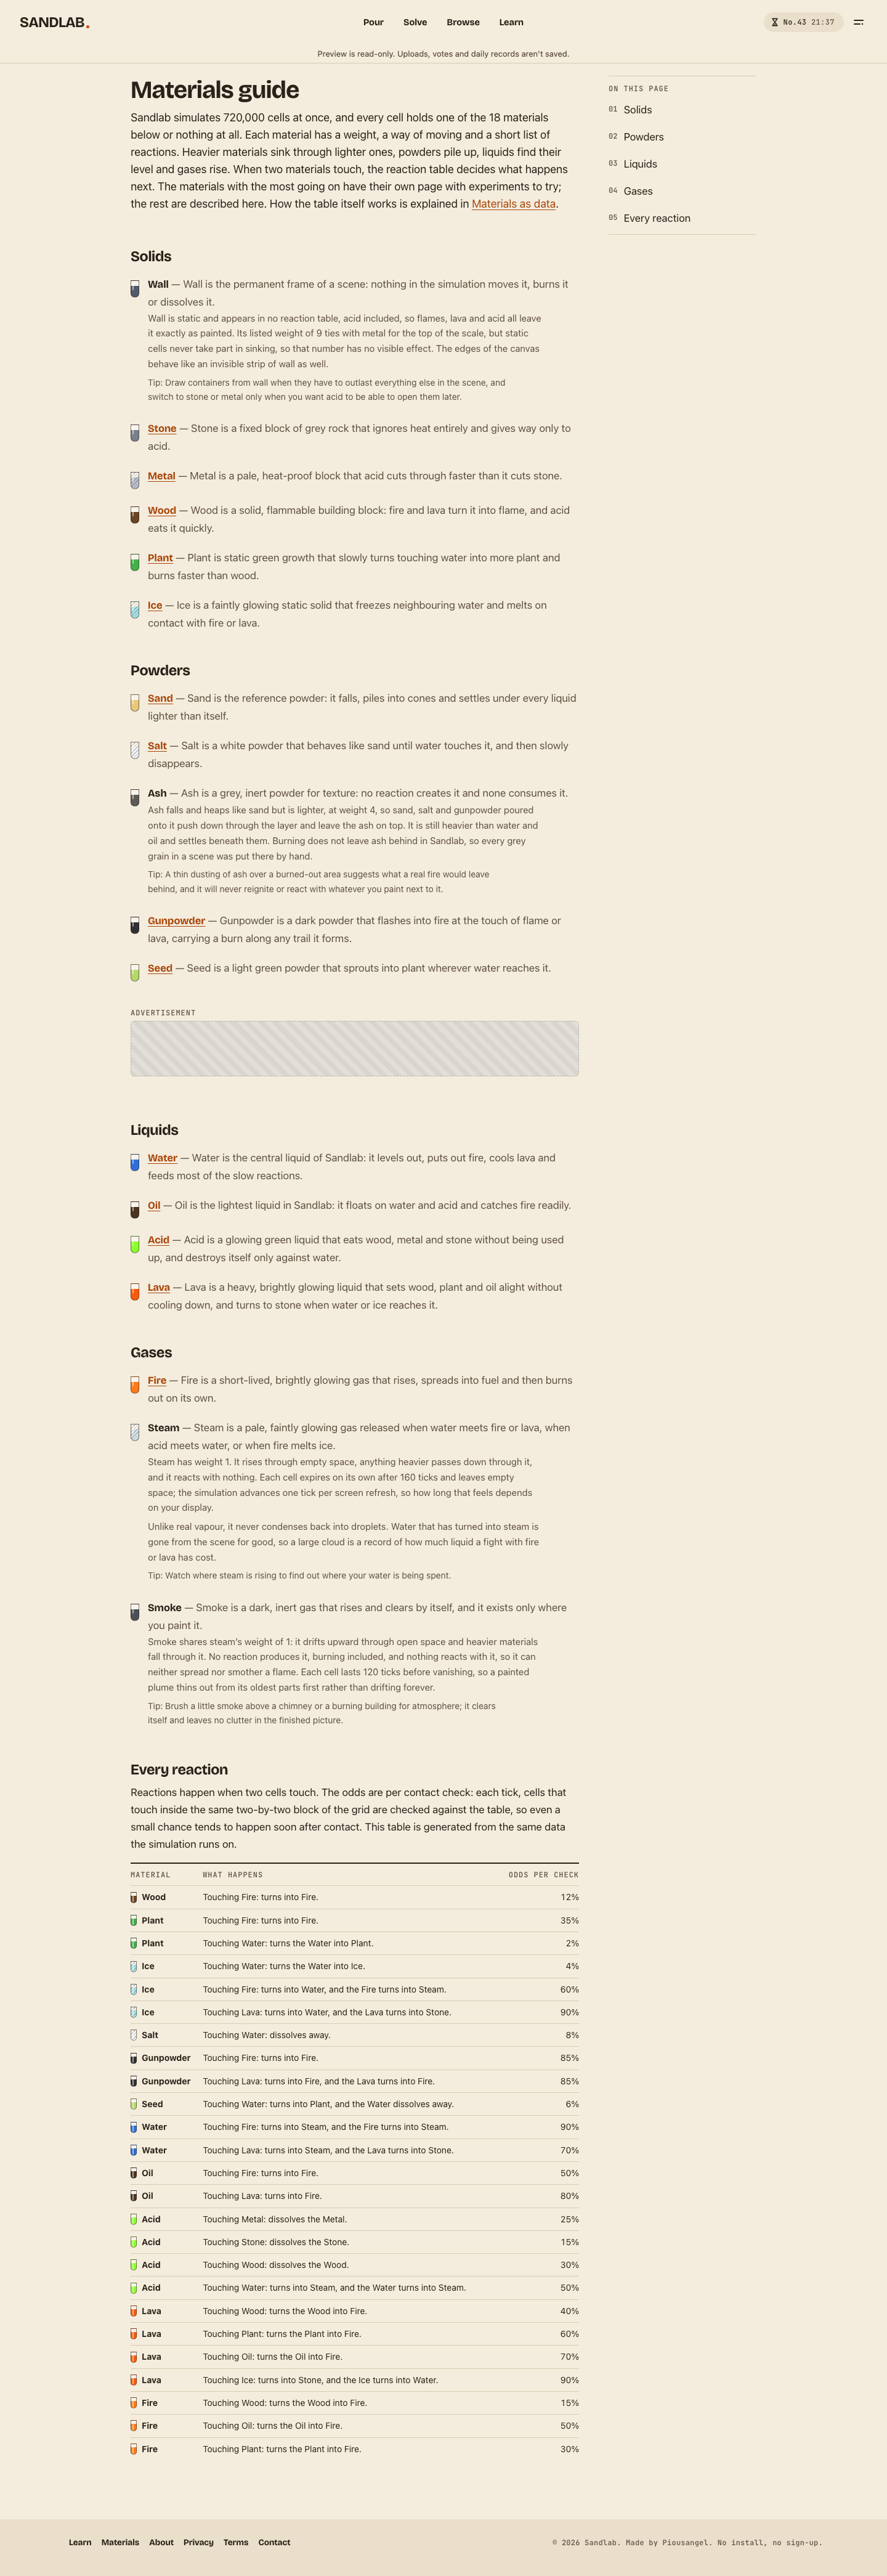 SANDLAB.
Pour Solve Browse Learn
No.43 21:37
Preview is read-only. Uploads, votes and daily records aren't saved.
Materials guide
Sandlab simulates 720,000 cells at once, and every cell holds one of the 18 materials
below or nothing at all. Each material has a weight, a way of moving and a short list of
reactions. Heavier materials sink through lighter ones, powders pile up, liquids find their
level and gases rise. When two materials touch, the reaction table decides what happens
next. The materials with the most going on have their own page with experiments to try;
the rest are described here. How the table itself works is explained in Materials as data.
ON THIS PAGE
01 Solids
02 Powders
03 Liquids
04 Gases
05 Every reaction
Solids
Wall — Wall is the permanent frame of a scene: nothing in the simulation moves it, burns it
or dissolves it.
Wall is static and appears in no reaction table, acid included, so flames, lava and acid all leave
it exactly as painted. Its listed weight of 9 ties with metal for the top of the scale, but static
cells never take part in sinking, so that number has no visible effect. The edges of the canvas
behave like an invisible strip of wall as well.
Tip: Draw containers from wall when they have to outlast everything else in the scene, and
switch to stone or metal only when you want acid to be able to open them later.
Stone — Stone is a fixed block of grey rock that ignores heat entirely and gives way only to
acid.
Metal — Metal is a pale, heat-proof block that acid cuts through faster than it cuts stone.
Wood — Wood is a solid, flammable building block: fire and lava turn it into flame, and acid
eats it quickly.
Plant — Plant is static green growth that slowly turns touching water into more plant and
burns faster than wood.
Ice — Ice is a faintly glowing static solid that freezes neighbouring water and melts on
contact with fire or lava.
Powders
Sand — Sand is the reference powder: it falls, piles into cones and settles under every liquid
lighter than itself.
Salt — Salt is a white powder that behaves like sand until water touches it, and then slowly
disappears.
Ash — Ash is a grey, inert powder for texture: no reaction creates it and none consumes it.
Ash falls and heaps like sand but is lighter, at weight 4, so sand, salt and gunpowder poured
onto it push down through the layer and leave the ash on top. It is still heavier than water and
oil and settles beneath them. Burning does not leave ash behind in Sandlab, so every grey
grain in a scene was put there by hand.
Tip: A thin dusting of ash over a burned-out area suggests what a real fire would leave
behind, and it will never reignite or react with whatever you paint next to it.
Gunpowder — Gunpowder is a dark powder that flashes into fire at the touch of flame or
lava, carrying a burn along any trail it forms.
Seed — Seed is a light green powder that sprouts into plant wherever water reaches it.
ADVERTISEMENT
Liquids
Water — Water is the central liquid of Sandlab: it levels out, puts out fire, cools lava and
feeds most of the slow reactions.
Oil — Oil is the lightest liquid in Sandlab: it floats on water and acid and catches fire readily.
Acid — Acid is a glowing green liquid that eats wood, metal and stone without being used
up, and destroys itself only against water.
Lava — Lava is a heavy, brightly glowing liquid that sets wood, plant and oil alight without
cooling down, and turns to stone when water or ice reaches it.
Gases
Fire — Fire is a short-lived, brightly glowing gas that rises, spreads into fuel and then burns
out on its own.
Steam — Steam is a pale, faintly glowing gas released when water meets fire or lava, when
acid meets water, or when fire melts ice.
Steam has weight 1. It rises through empty space, anything heavier passes down through it,
and it reacts with nothing. Each cell expires on its own after 160 ticks and leaves empty
space; the simulation advances one tick per screen refresh, so how long that feels depends
on your display.
Unlike real vapour, it never condenses back into droplets. Water that has turned into steam is
gone from the scene for good, so a large cloud is a record of how much liquid a fight with fire
or lava has cost.
Tip: Watch where steam is rising to find out where your water is being spent.
Smoke — Smoke is a dark, inert gas that rises and clears by itself, and it exists only where
you paint it.
Smoke shares steam's weight of 1: it drifts upward through open space and heavier materials
fall through it. No reaction produces it, burning included, and nothing reacts with it, so it can
neither spread nor smother a flame. Each cell lasts 120 ticks before vanishing, so a painted
plume thins out from its oldest parts first rather than drifting forever.
Tip: Brush a little smoke above a chimney or a burning building for atmosphere; it clears
itself and leaves no clutter in the finished picture.
Every reaction
Reactions happen when two cells touch. The odds are per contact check: each tick, cells that
touch inside the same two-by-two block of the grid are checked against the table, so even a
small chance tends to happen soon after contact. This table is generated from the same data
the simulation runs on.
MATERIAL WHAT HAPPENS ODDS PER CHECK
Wood Touching Fire: turns into Fire. 12%
Plant Touching Fire: turns into Fire. 35%
Plant Touching Water: turns the Water into Plant. 2%
Ice Touching Water: turns the Water into Ice. 4%
Ice Touching Fire: turns into Water, and the Fire turns into Steam. 60%
Ice Touching Lava: turns into Water, and the Lava turns into Stone. 90%
Salt Touching Water: dissolves away. 8%
Gunpowder Touching Fire: turns into Fire. 85%
Gunpowder Touching Lava: turns into Fire, and the Lava turns into Fire. 85%
Seed Touching Water: turns into Plant, and the Water dissolves away. 6%
Water Touching Fire: turns into Steam, and the Fire turns into Steam. 90%
Water Touching Lava: turns into Steam, and the Lava turns into Stone. 70%
Oil Touching Fire: turns into Fire. 50%
Oil Touching Lava: turns into Fire. 80%
Acid Touching Metal: dissolves the Metal. 25%
Acid Touching Stone: dissolves the Stone. 15%
Acid Touching Wood: dissolves the Wood. 30%
Acid Touching Water: turns into Steam, and the Water turns into Steam. 50%
Lava Touching Wood: turns the Wood into Fire. 40%
Lava Touching Plant: turns the Plant into Fire. 60%
Lava Touching Oil: turns the Oil into Fire. 70%
Lava Touching Ice: turns into Stone, and the Ice turns into Water. 90%
Fire Touching Wood: turns the Wood into Fire. 15%
Fire Touching Oil: turns the Oil into Fire. 50%
Fire Touching Plant: turns the Plant into Fire. 30%
Learn Materials About Privacy Terms Contact
© 2026 Sandlab. Made by Piousangel. No install, no sign-up.